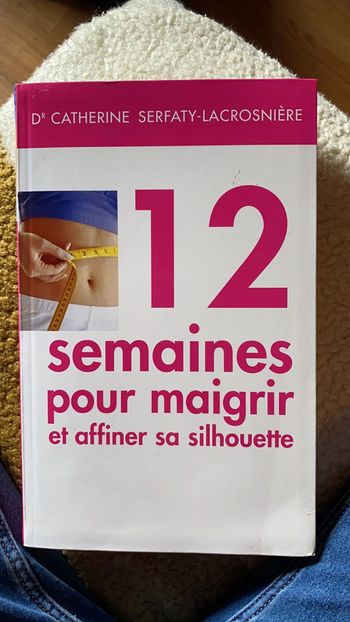 DR CATHERINE SERFATY-LACROSNIÈRE
12
semaines
pour maigrir
et affiner sa silhouette